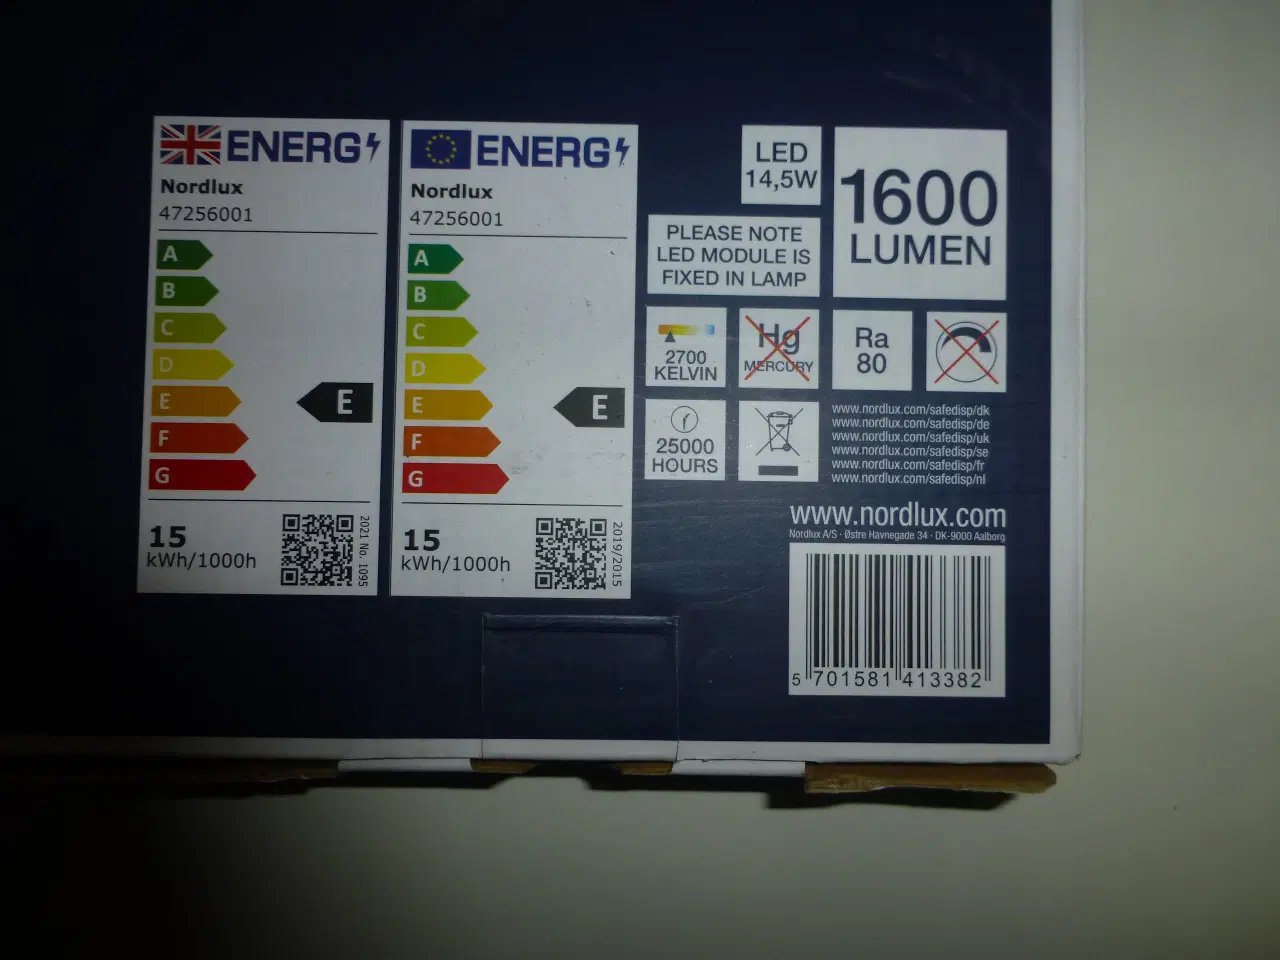 ENERG
Nordlux
47256001
A
B
C
D
E
F
G
E
15
kWh/1000h
2021 No. 1095
ENERG
Nordlux
47256001
A
B
C
D
E
F
G
E
15
kWh/1000h
2019/2015
LED
14,5W
1600
LUMEN
PLEASE NOTE
LED MODULE IS
FIXED IN LAMP
2700
KELVIN
Hg
MERCURY
Ra
80
25000
HOURS
www.nordlux.com/safedisp/dk
www.nordlux.com/safedisp/de
www.nordlux.com/safedisp/uk
www.nordlux.com/safedisp/se
www.nordlux.com/safedisp/fr
www.nordlux.com/safedisp/nl
www.nordlux.com
Nordlux A/S · Østre Havnegade 34 · DK-9000 Aalborg
5 701581 413382